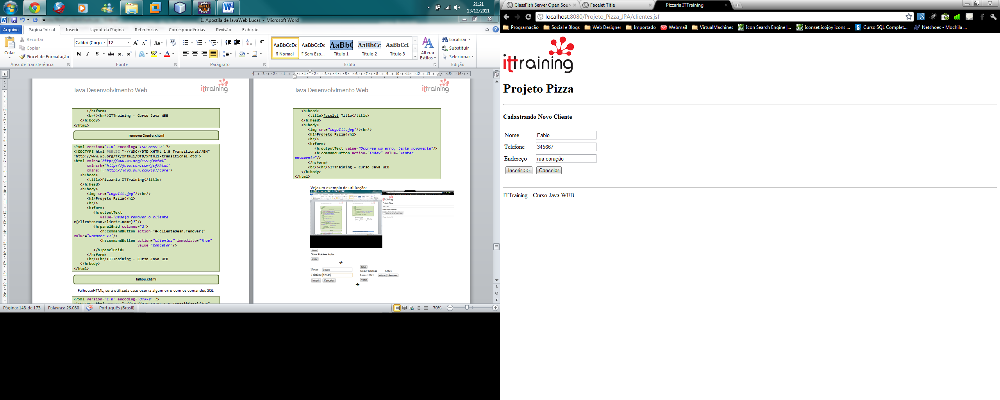 21:21
13/12/2011
1. Apostila de JavaWeb Lucas - Microsoft Word
Arquivo Página Inicial Inserir Layout da Página Referências Correspondências Revisão Exibição
Colar
Recortar
Copiar
Pincel de Formatação
Área de Transferência
Calibri (Corpo 12
Fonte
Parágrafo
AaBbCcDc AaBbCcDc AaBbC AaBbCc AaBbCcI
¶ Normal ¶ Sem Esp... Título 1 Título 2 Título 3
Alterar Estilos
Estilo
Localizar
Substituir
Selecionar
Edição
Java Desenvolvimento Web
ittraining
</h:form>
<br/><hr/>ITTraining - Curso Java WEB
</h:body>
</html>
removerCliente.xhtml
<?xml version='1.0' encoding='ISO-8859-9' ?>
<!DOCTYPE html PUBLIC "-//W3C//DTD XHTML 1.0 Transitional//EN"
"http://www.w3.org/TR/xhtml1/DTD/xhtml1-transitional.dtd">
<html xmlns="http://www.w3.org/1999/xhtml"
xmlns:h="http://java.sun.com/jsf/html"
xmlns:f="http://java.sun.com/jsf/core">
<h:head>
<title>Pizzaria ITTraining</title>
</h:head>
<h:body>
<img src="LogoItt.jpg"/><br/>
<h1>Projeto Pizza</h1>
<hr/>
<h:form>
<h:outputText
value="Deseja remover o cliente
#{clienteBean.cliente.nome}?"/>
<h:panelGrid columns="2">
<h:commandButton action="#{clienteBean.remover}"
value="Remover >>"/>
<h:commandButton action="clientes" immediate="True"
value="Cancelar"/>
</h:panelGrid>
</h:form>
<br/><hr/>ITTraining - Curso Java WEB
</h:body>
</html>
falhou.xhtml
Falhou.xHTML, será utilizada caso ocorra algum erro com os comandos SQL
<?xml version='1.0' encoding='UTF-8' ?>
<!DOCTYPE html PUBLIC "-//W3C//DTD XHTML 1.0 Transitional//EN"
Java Desenvolvimento Web
ittraining
<h:head>
<title>Facelet Title</title>
</h:head>
<h:body>
<img src="LogoItt.jpg"/><br/>
<h1>Projeto Pizza</h1>
<hr/>
<h:form>
<h:outputText value="Ocorreu um erro, tente novamente"/>
<h:commandButton action="index" value="Tentar
novamente"/>
</h:form>
<br/><hr/>ITTraining - Curso Java WEB
</h:body>
</html>
Veja um exemplo de utilização:
ittraining
Projeto Pizza
Novo
Nome Telefone Ações
Voltar
Nome Lucas
Telefone 12345
Inserir Cancelar
Novo
Nome Telefone Ações
Lucas 12345 Alterar Remover
Voltar
Página: 148 de 173 Palavras: 26.080 Português (Brasil) 70%
GlassFish Server Open Sour Facelet Title Pizzaria ITTraining
localhost:8080/Projeto_Pizza_JPA/clientes.jsf
Programação Social e Blogs Web Designer Importado Webmail VirtualMachines Icon Search Engine |... Iconset:icojoy icons ... Curso SQL Complet... Netshoes - Mochila ...
ittraining
Projeto Pizza
Cadastrando Novo Cliente
Nome Fabio
Telefone 345667
Endereço rua coração
Inserir >> Cancelar
ITTraining - Curso Java WEB